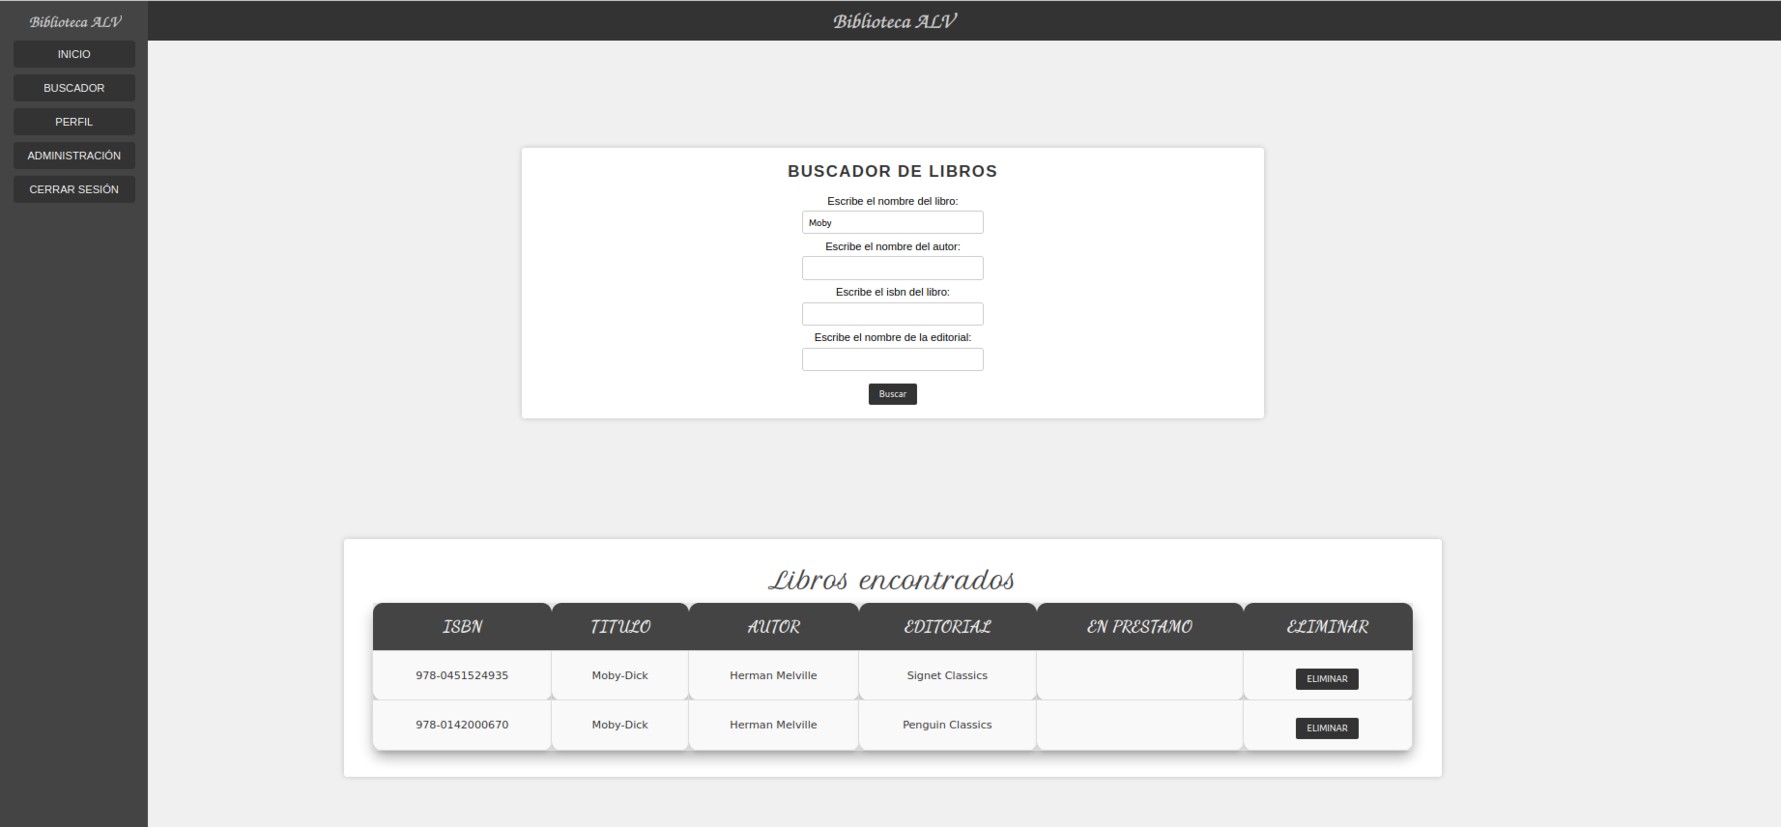 Biblioteca ALV
INICIO
BUSCADOR
PERFIL
ADMINISTRACIÓN
CERRAR SESIÓN
Biblioteca ALV
BUSCADOR DE LIBROS
Escribe el nombre del libro:
Moby
Escribe el nombre del autor:
Escribe el isbn del libro:
Escribe el nombre de la editorial:
Buscar
Libros encontrados
ISBN TITULO AUTOR EDITORIAL EN PRESTAMO ELIMINAR
978-0451524935 Moby-Dick Herman Melville Signet Classics ELIMINAR
978-0142000670 Moby-Dick Herman Melville Penguin Classics ELIMINAR